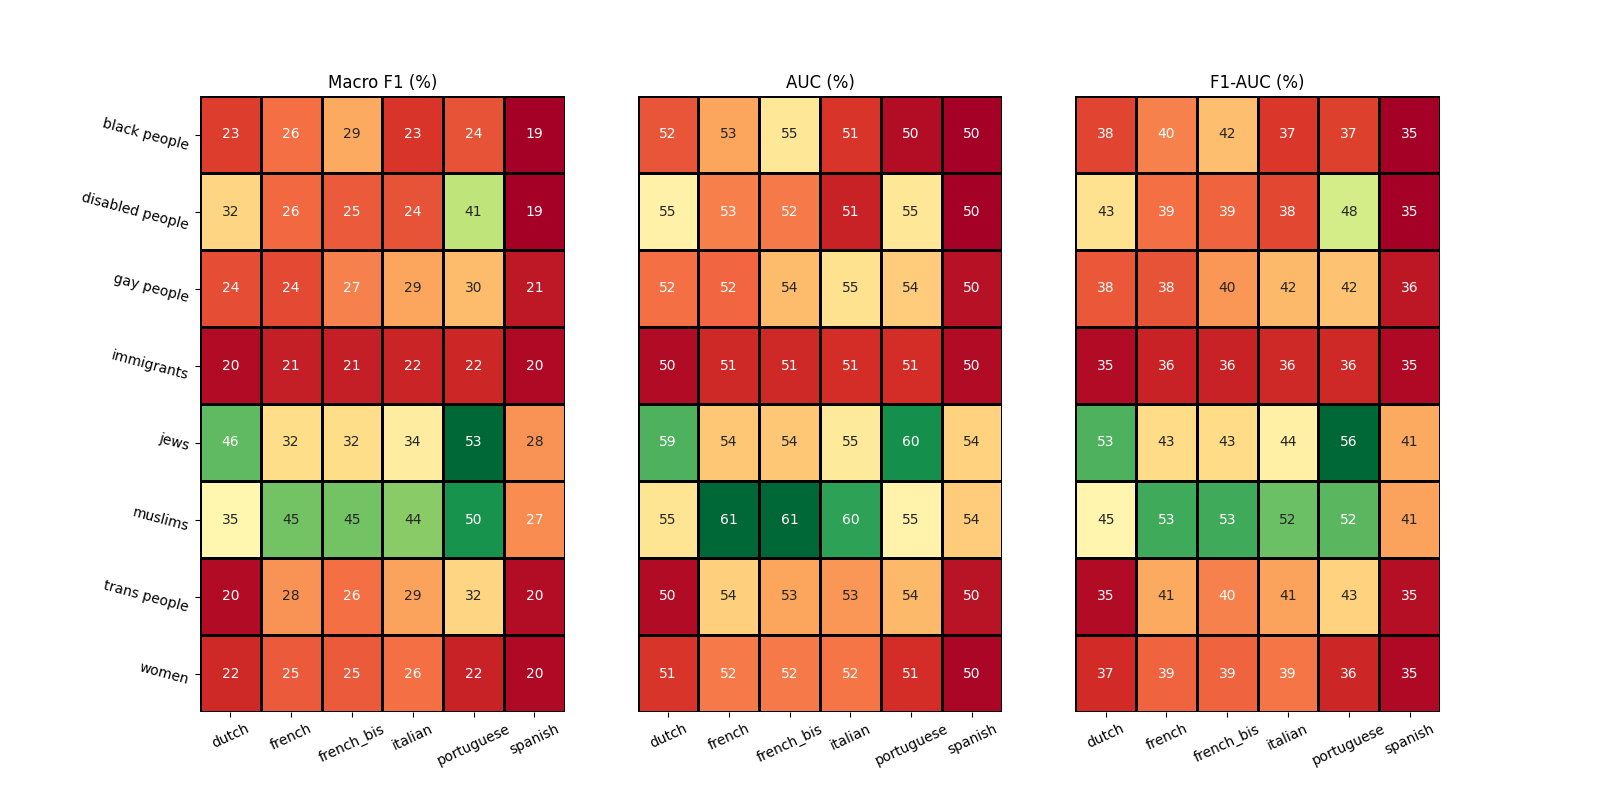 Macro F1 (%) AUC (%) F1-AUC (%)
black people 23 26 29 23 24 19 52 53 55 51 50 50 38 40 42 37 37 35
disabled people 32 26 25 24 41 19 55 53 52 51 55 50 43 39 39 38 48 35
gay people 24 24 27 29 30 21 52 52 54 55 54 50 38 38 40 42 42 36
immigrants 20 21 21 22 22 20 50 51 51 51 51 50 35 36 36 36 36 35
jews 46 32 32 34 53 28 59 54 54 55 60 54 53 43 43 44 56 41
muslims 35 45 45 44 50 27 55 61 61 60 55 54 45 53 53 52 52 41
trans people 20 28 26 29 32 20 50 54 53 53 54 50 35 41 40 41 43 35
women 22 25 25 26 22 20 51 52 52 52 51 50 37 39 39 39 36 35
dutch french french_bis italian portuguese spanish dutch french french_bis italian portuguese spanish dutch french french_bis italian portuguese spanish